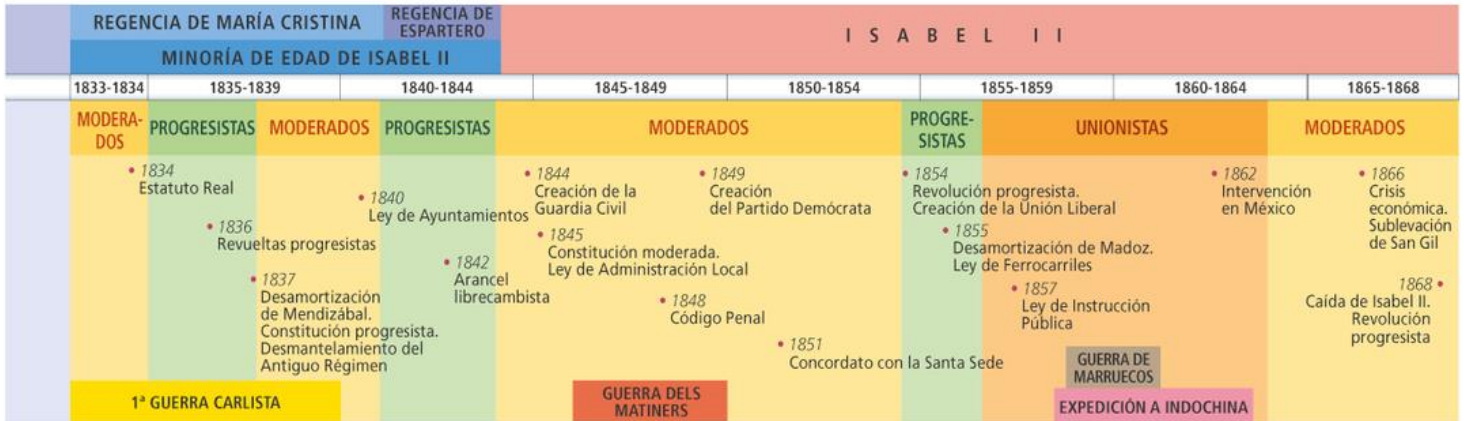 REGENCIA DE MARÍA CRISTINA
REGENCIA DE
ESPARTERO
ISABEL II
MINORÍA DE EDAD DE ISABEL II
1833-1834
1835-1839
1840-1844
1845-1849
1850-1854
1855-1859
1860-1864
1865-1868
MODERA-
DOS
PROGRESISTAS
MODERADOS
PROGRESISTAS
MODERADOS
PROGRE-
SISTAS
UNIONISTAS
MODERADOS
• 1834
Estatuto Real
• 1836
Revueltas progresistas
• 1837
Desamortización
de Mendizábal.
Constitución progresista.
Desmantelamiento del
Antiguo Régimen
• 1840
Ley de Ayuntamientos
• 1842
Arancel
librecambista
• 1844
Creación de la
Guardia Civil
• 1845
Constitución moderada.
Ley de Administración Local
• 1848
Código Penal
• 1849
Creación
del Partido Demócrata
• 1851
Concordato con la Santa Sede
• 1854
Revolución progresista.
Creación de la Unión Liberal
• 1855
Desamortización de Madoz.
Ley de Ferrocarriles
• 1857
Ley de Instrucción
Pública
• 1862
Intervención
en México
• 1866
Crisis
económica.
Sublevación
de San Gil
1868 •
Caída de Isabel II.
Revolución
progresista
1ª GUERRA CARLISTA
GUERRA DELS
MATINERS
GUERRA DE
MARRUECOS
EXPEDICIÓN A INDOCHINA